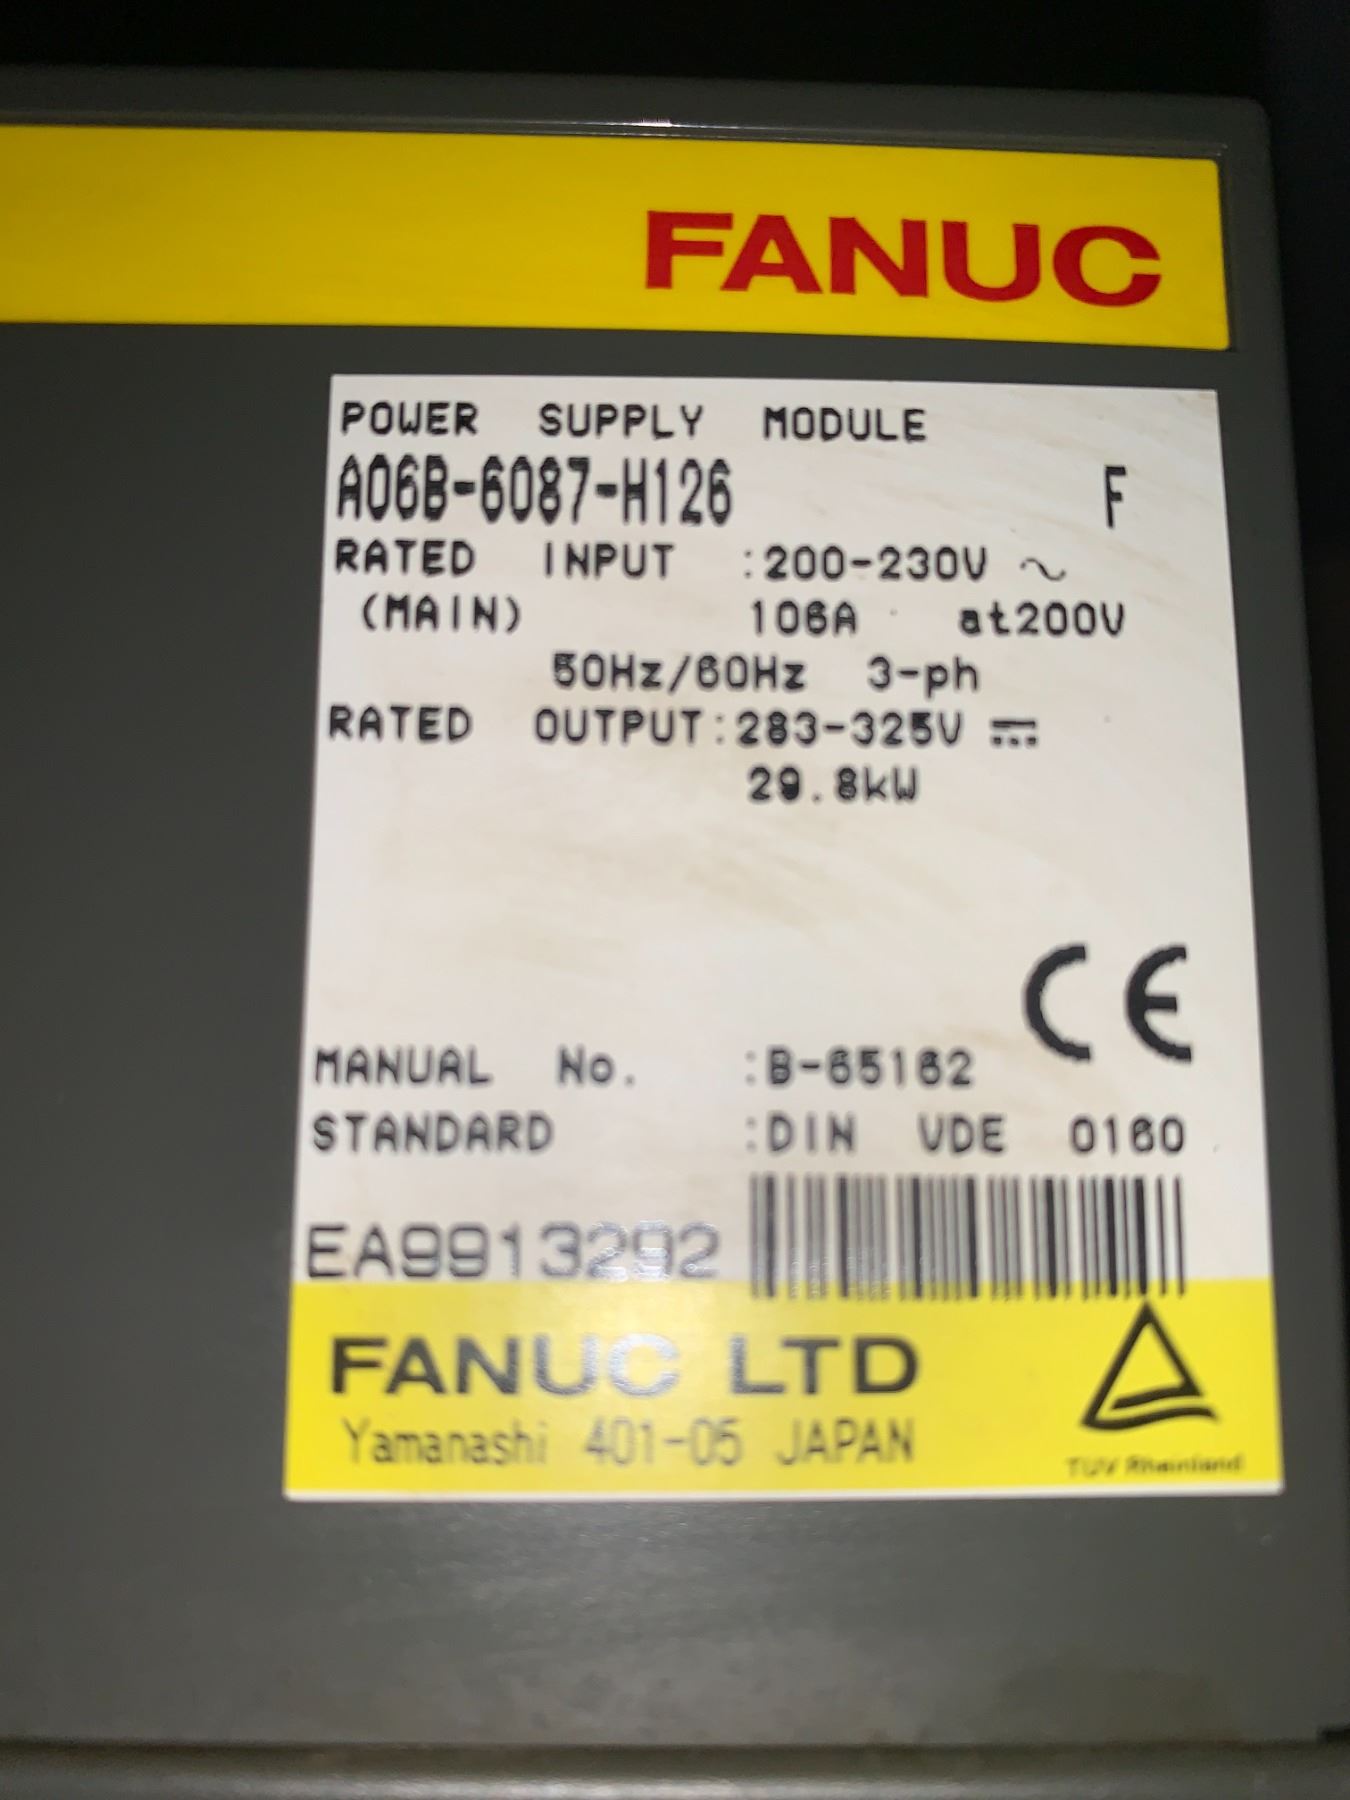 FANUC
POWER SUPPLY MODULE
A06B-6087-H126 F
RATED INPUT :200-230V ~
(MAIN) 106A at200V
50Hz/60Hz 3-ph
RATED OUTPUT:283-325V ⎓
29.8kW
CE
MANUAL No. :B-65162
STANDARD :DIN VDE 0160
EA9913292
FANUC LTD
Yamanashi 401-05 JAPAN
TUV Rheinland